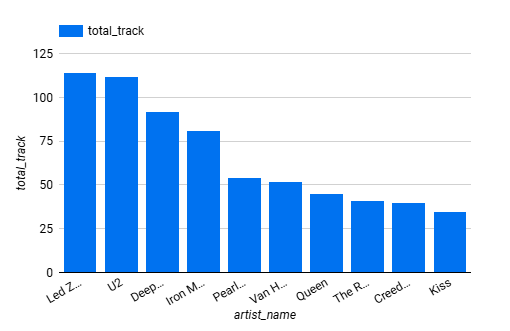 total_track
125
100
75
50
25
0
total_track
Led Z...
U2
Deep...
Iron M...
Pearl...
Van H...
Queen
The R...
Creed...
Kiss
artist_name